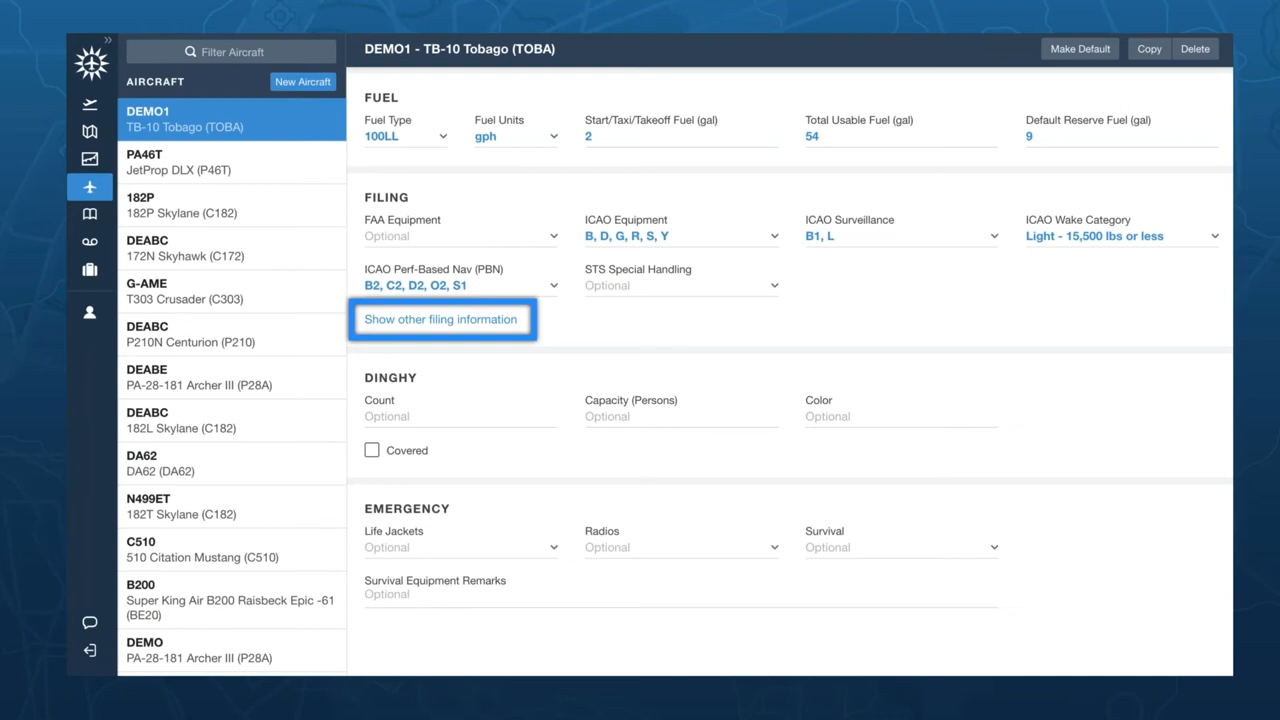 Filter Aircraft
AIRCRAFT
New Aircraft
DEMO1
TB-10 Tobago (TOBA)
PA46T
JetProp DLX (P46T)
182P
182P Skylane (C182)
DEABC
172N Skyhawk (C172)
G-AME
T303 Crusader (C303)
DEABC
P210N Centurion (P210)
DEABE
PA-28-181 Archer III (P28A)
DEABC
182L Skylane (C182)
DA62
DA62 (DA62)
N499ET
182T Skylane (C182)
C510
510 Citation Mustang (C510)
B200
Super King Air B200 Raisbeck Epic -61
(BE20)
DEMO
PA-28-181 Archer III (P28A)
DEMO1 - TB-10 Tobago (TOBA)
Make Default
Copy
Delete
FUEL
Fuel Type
Fuel Units
Start/Taxi/Takeoff Fuel (gal)
Total Usable Fuel (gal)
Default Reserve Fuel (gal)
100LL
gph
2
54
9
FILING
FAA Equipment
ICAO Equipment
ICAO Surveillance
ICAO Wake Category
Optional
B, D, G, R, S, Y
B1, L
Light - 15,500 lbs or less
ICAO Perf-Based Nav (PBN)
STS Special Handling
B2, C2, D2, O2, S1
Optional
Show other filing information
DINGHY
Count
Capacity (Persons)
Color
Optional
Optional
Optional
Covered
EMERGENCY
Life Jackets
Radios
Survival
Optional
Optional
Optional
Survival Equipment Remarks
Optional